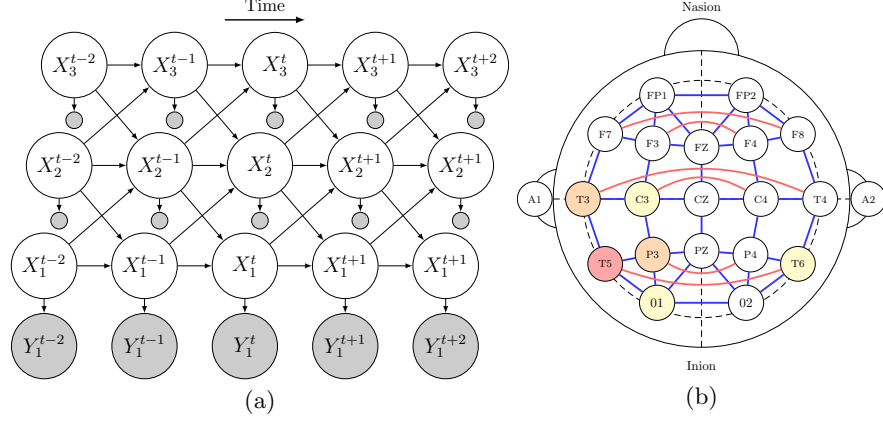 Time
X_3^{t-2} X_3^{t-1} X_3^t X_3^{t+1} X_3^{t+2}
X_2^{t-2} X_2^{t-1} X_2^t X_2^{t+1} X_2^{t+1}
X_1^{t-2} X_1^{t-1} X_1^t X_1^{t+1} X_1^{t+1}
Y_1^{t-2} Y_1^{t-1} Y_1^t Y_1^{t+1} Y_1^{t+2}
(a)
Nasion
FP1 FP2
F7 F3 FZ F4 F8
A1 T3 C3 CZ C4 T4 A2
T5 P3 PZ P4 T6
01 02
Inion
(b)